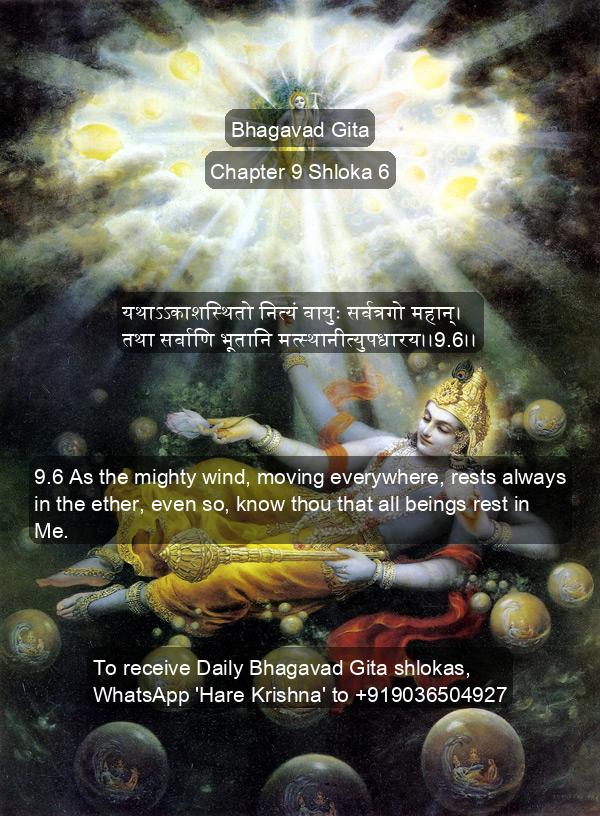 Bhagavad Gita
Chapter 9 Shloka 6
यथाऽऽकाशस्थितो नित्यं वायुः सर्वत्रगो महान्।
तथा सर्वाणि भूतानि मत्स्थानीत्युपधारय।।9.6।।
9.6 As the mighty wind, moving everywhere, rests always
in the ether, even so, know thou that all beings rest in
Me.
To receive Daily Bhagavad Gita shlokas,
WhatsApp 'Hare Krishna' to +919036504927